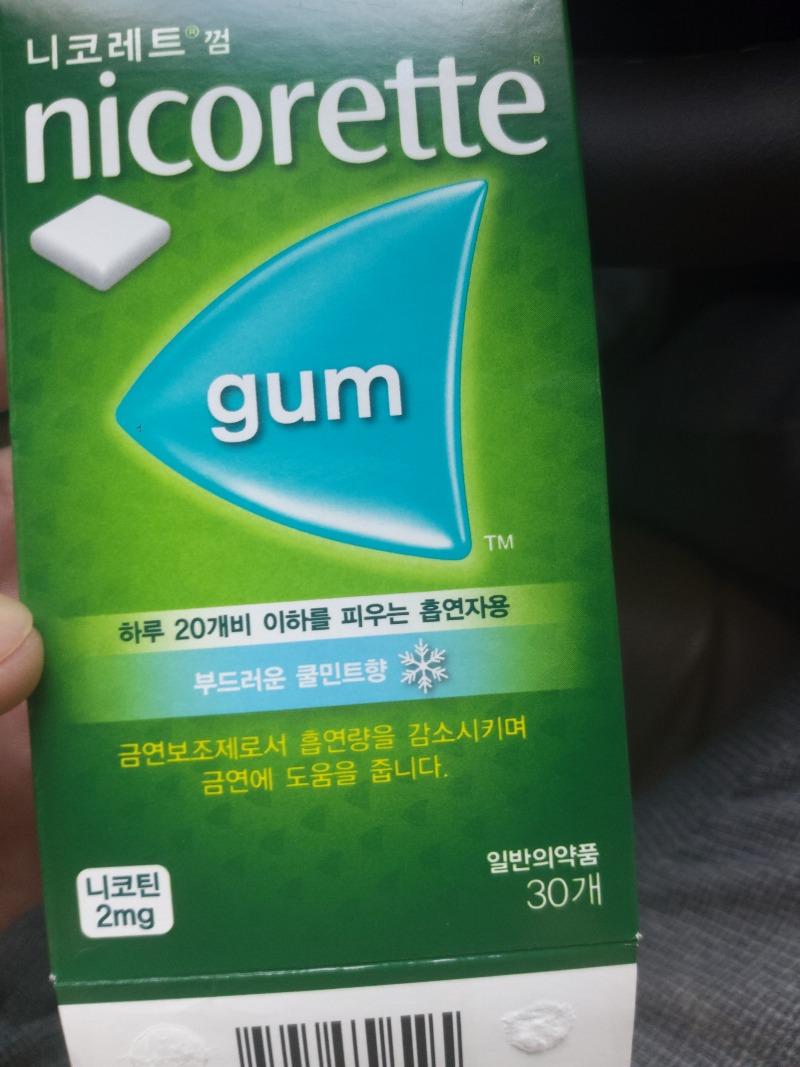 니코레트® 껌
nicorette®
gum
TM
하루 20개비 이하를 피우는 흡연자용
부드러운 쿨민트향
금연보조제로서 흡연량을 감소시키며
금연에 도움을 줍니다.
니코틴
2mg
일반의약품
30개